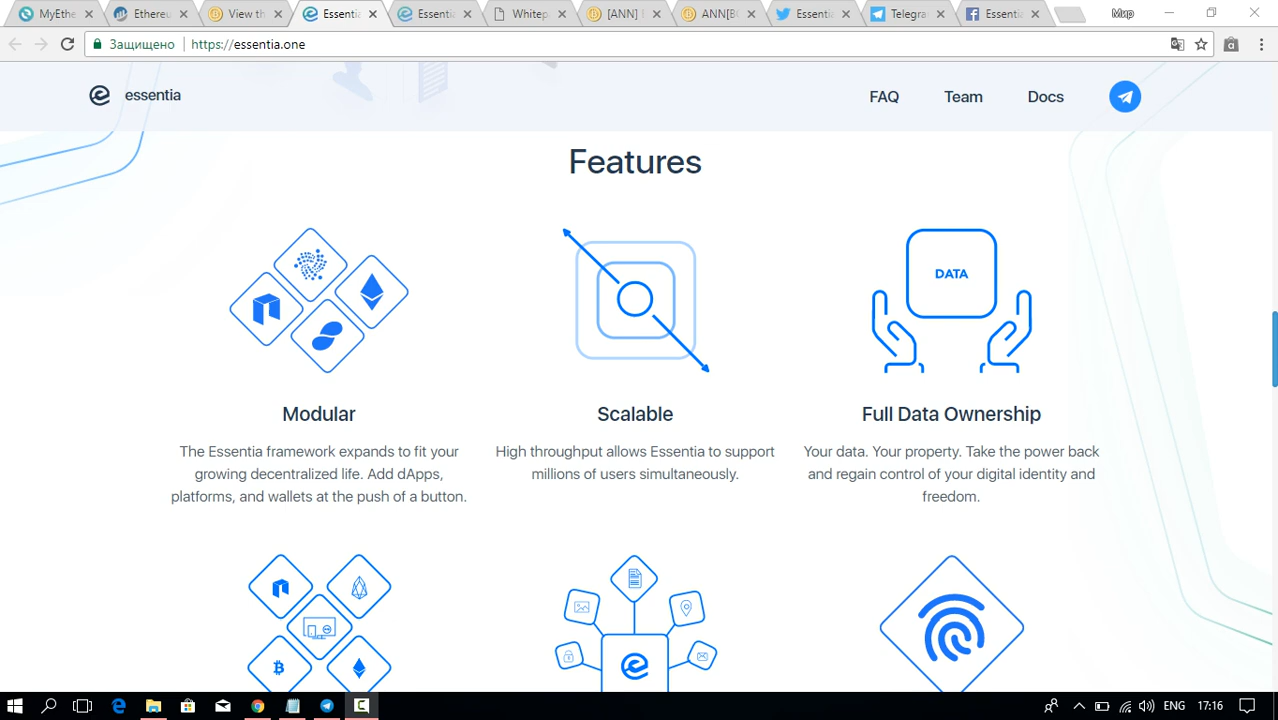 MyEthe
Ethereu
View th
Essentia
Essentia
Whitep
[ANN] [
ANN[BO
Essentia
Telegra
Essentia
Мир
Защищено
https://essentia.one
essentia
FAQ
Team
Docs
Features
DATA
Modular
Scalable
Full Data Ownership
The Essentia framework expands to fit your
growing decentralized life. Add dApps,
platforms, and wallets at the push of a button.
High throughput allows Essentia to support
millions of users simultaneously.
Your data. Your property. Take the power back
and regain control of your digital identity and
freedom.
ENG
17:16